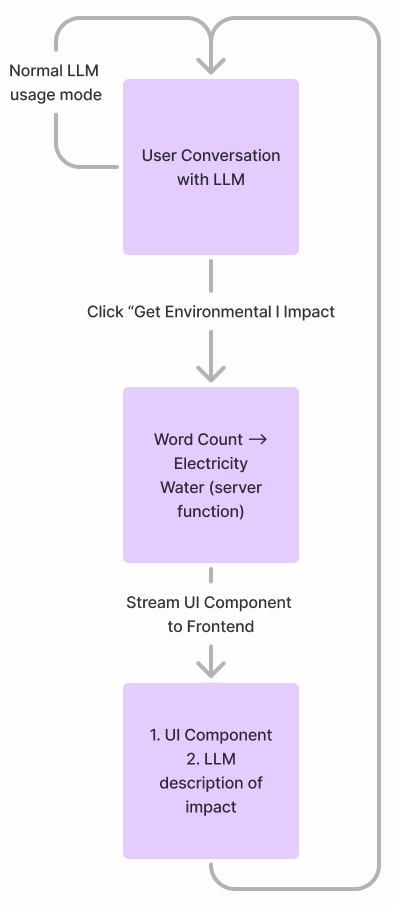 Normal LLM
usage mode
User Conversation
with LLM
Click “Get Environmental I Impact
Word Count -->
Electricity
Water (server
function)
Stream UI Component
to Frontend
1. UI Component
2. LLM
description of
impact